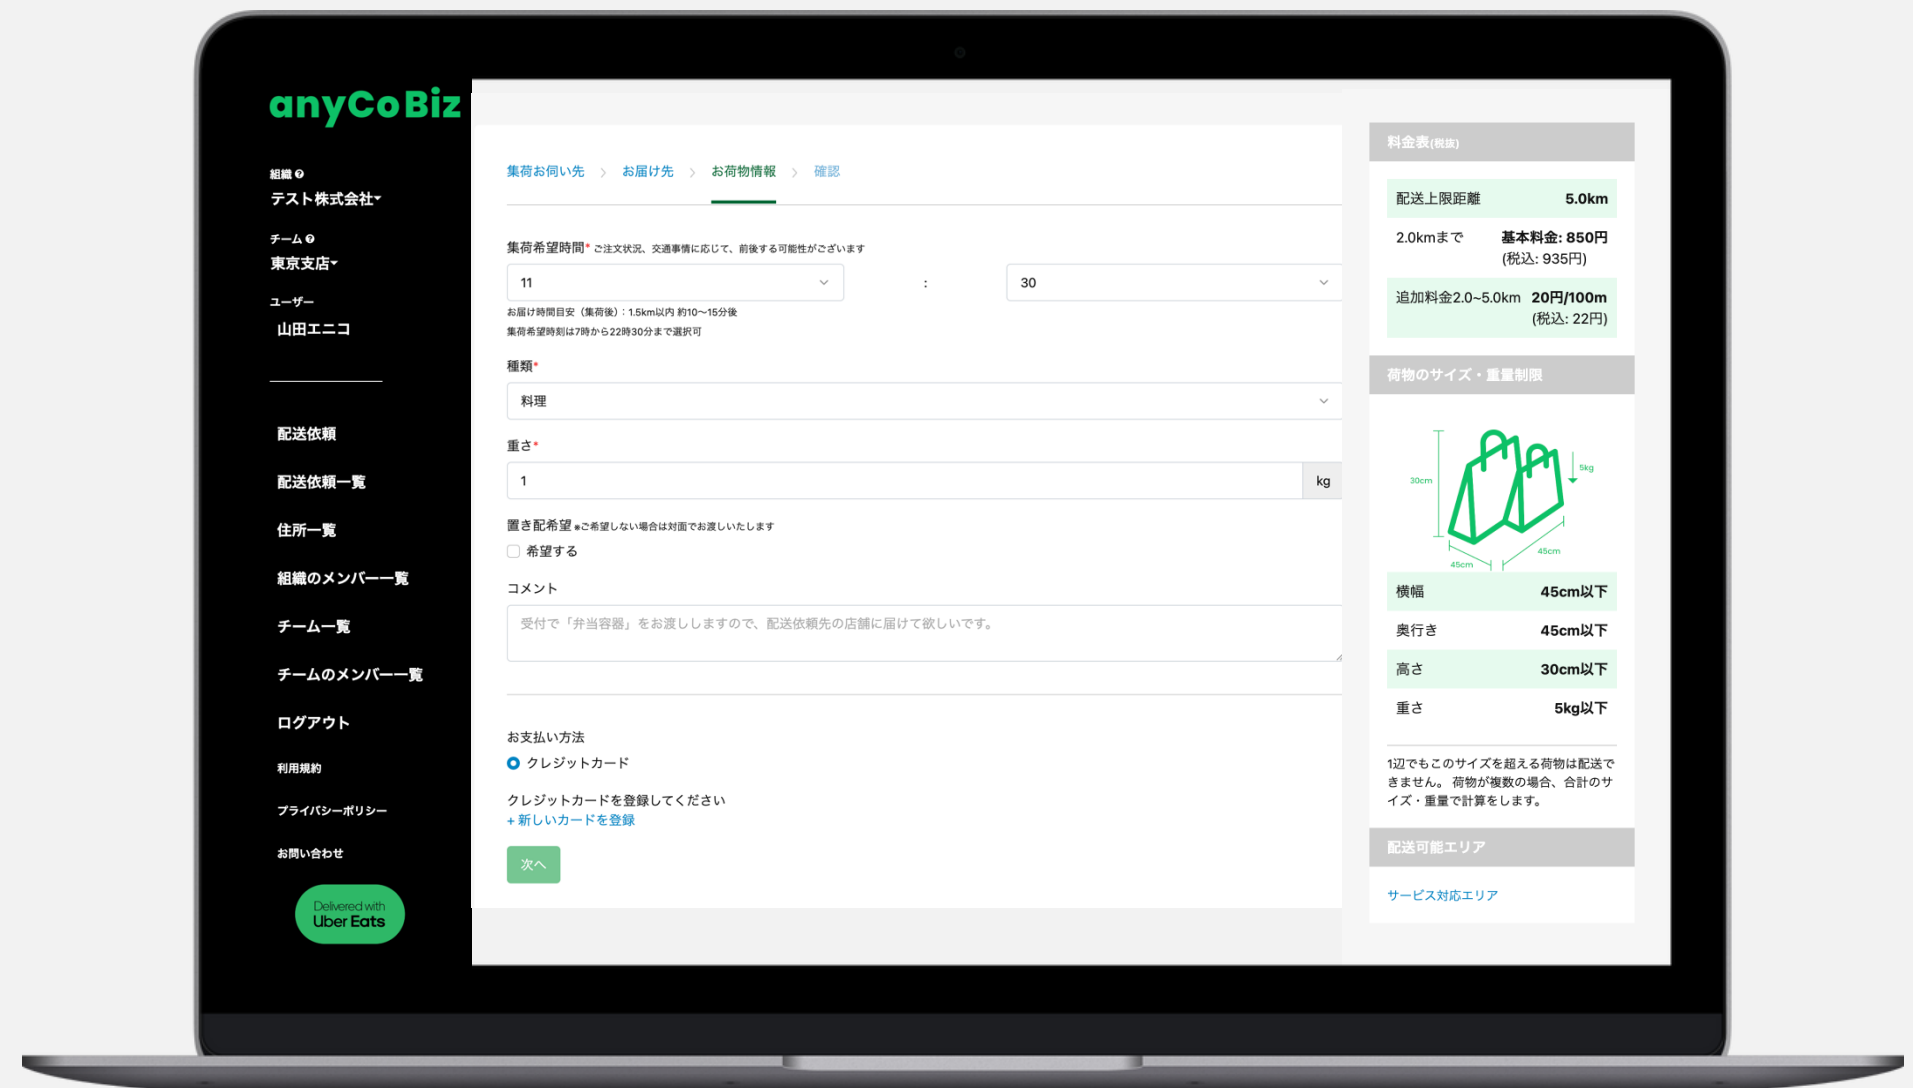 anyCoBiz
組織
テスト株式会社
チーム
東京支店
ユーザー
山田エニコ
配送依頼
配送依頼一覧
住所一覧
組織のメンバー一覧
チーム一覧
チームのメンバー一覧
ログアウト
利用規約
プライバシーポリシー
お問い合わせ
Delivered with
Uber Eats
集荷お伺い先 > お届け先 > お荷物情報 > 確認
集荷希望時間* ご注文状況、交通事情に応じて、前後する可能性がございます
11 : 30
お届け時間目安（集荷後）：1.5km以内 約10〜15分後
集荷希望時刻は7時から22時30分まで選択可
種類*
料理
重さ*
1 kg
置き配希望 ※ご希望しない場合は対面でお渡しいたします
希望する
コメント
受付で「弁当容器」をお渡ししますので、配送依頼先の店舗に届けて欲しいです。
お支払い方法
クレジットカード
クレジットカードを登録してください
+ 新しいカードを登録
次へ
料金表(税抜)
配送上限距離 5.0km
2.0kmまで 基本料金: 850円
(税込: 935円)
追加料金2.0~5.0km 20円/100m
(税込: 22円)
荷物のサイズ・重量制限
30cm
5kg
45cm
45cm
横幅 45cm以下
奥行き 45cm以下
高さ 30cm以下
重さ 5kg以下
1辺でもこのサイズを超える荷物は配送で
きません。 荷物が複数の場合、合計のサ
イズ・重量で計算をします。
配送可能エリア
サービス対応エリア